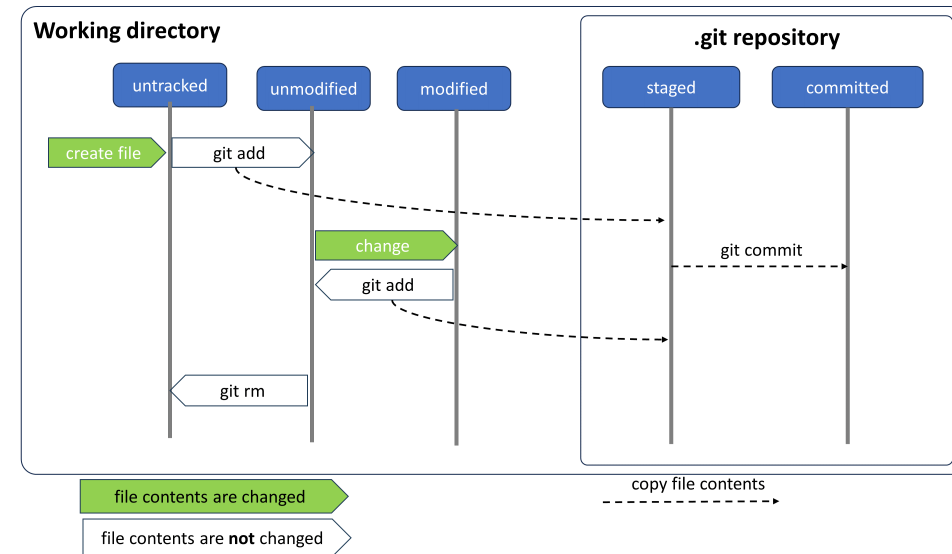 Working directory
.git repository
untracked
unmodified
modified
staged
committed
create file
git add
change
git commit
git add
git rm
file contents are changed
copy file contents
file contents are not changed